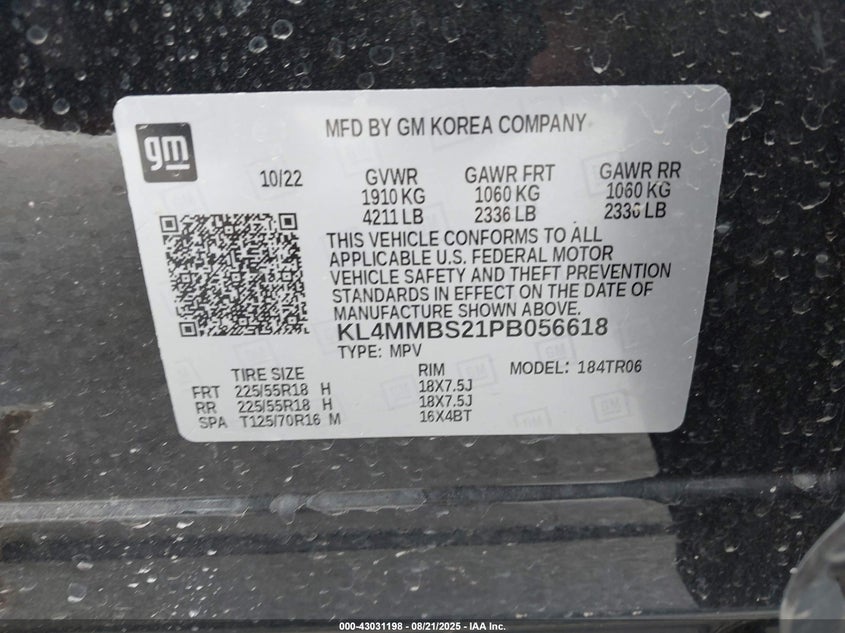 gm
MFD BY GM KOREA COMPANY
10/22 GVWR GAWR FRT GAWR RR
1910 KG 1060 KG 1060 KG
4211 LB 2336 LB 2336 LB
THIS VEHICLE CONFORMS TO ALL
APPLICABLE U.S. FEDERAL MOTOR
VEHICLE SAFETY AND THEFT PREVENTION
STANDARDS IN EFFECT ON THE DATE OF
MANUFACTURE SHOWN ABOVE.
KL4MMBS21PB056618
TYPE: MPV
TIRE SIZE RIM MODEL: 184TR06
FRT 225/55R18 H 18X7.5J
RR 225/55R18 H 18X7.5J
SPA T125/70R16 M 16X4BT
000-43031198 - 08/21/2025 - IAA Inc.